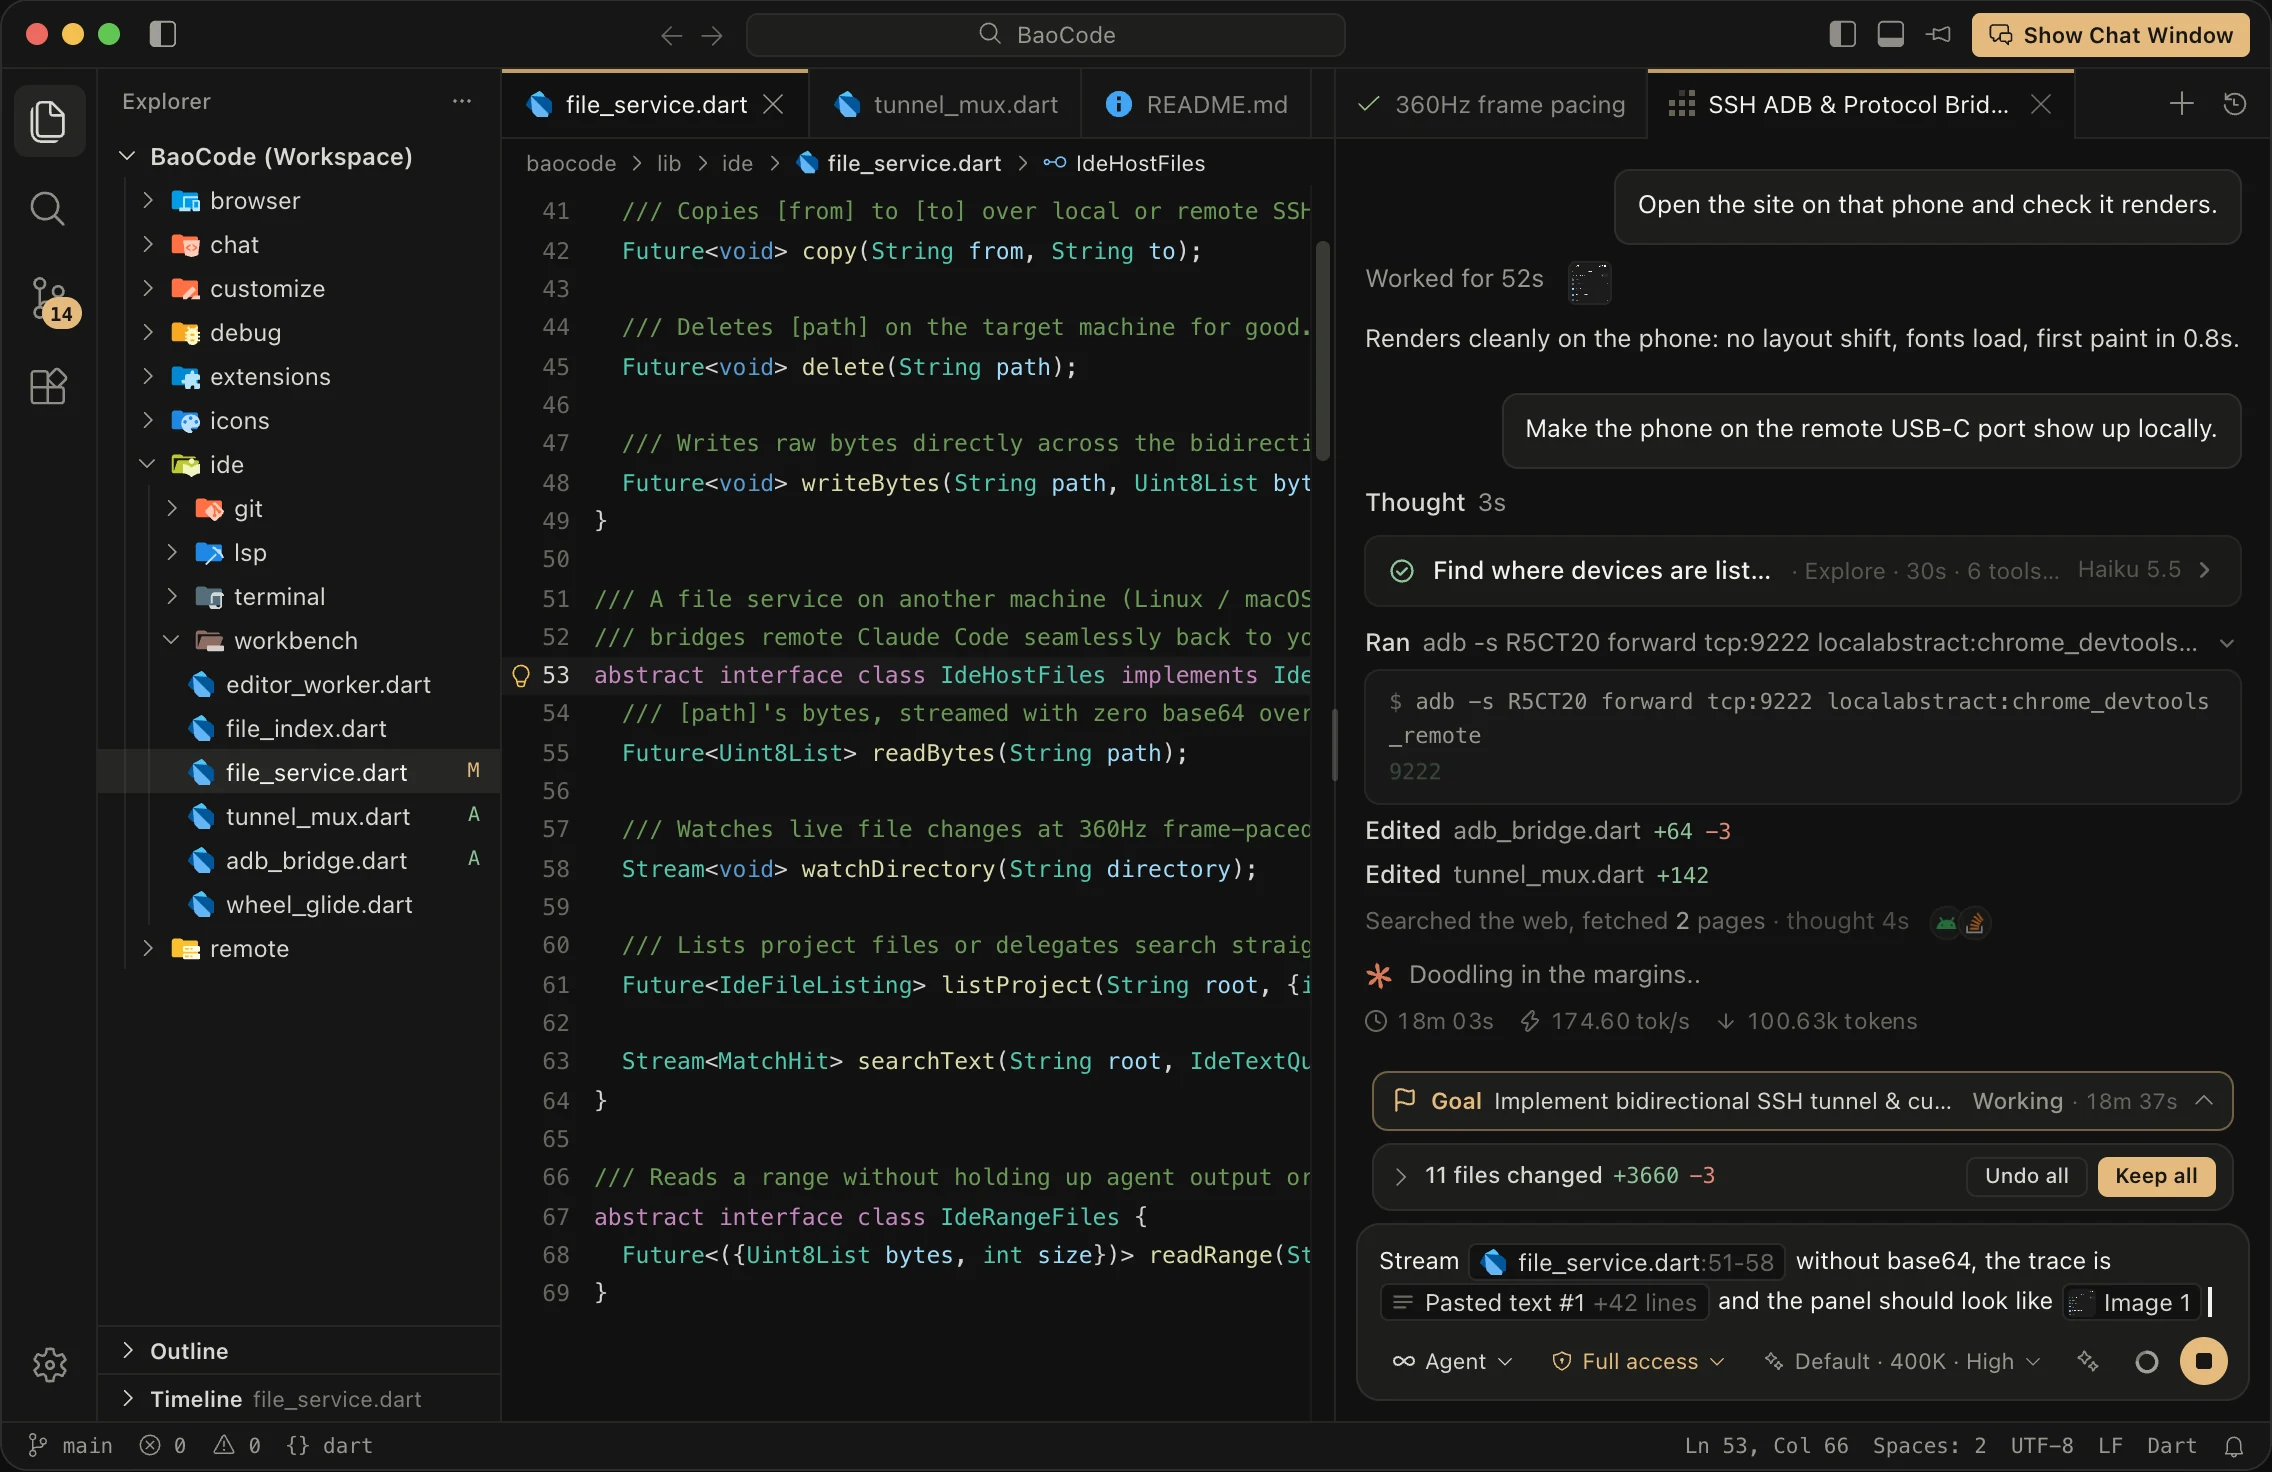 BaoCode
Show Chat Window
Explorer
BaoCode (Workspace)
browser
chat
customize
debug
extensions
icons
ide
git
lsp
terminal
workbench
editor_worker.dart
file_index.dart
file_service.dart M
tunnel_mux.dart A
adb_bridge.dart A
wheel_glide.dart
remote
14
Outline
Timeline file_service.dart
file_service.dart
tunnel_mux.dart
README.md
baocode > lib > ide > file_service.dart > IdeHostFiles
41 /// Copies [from] to [to] over local or remote SSH
42 Future<void> copy(String from, String to);
43
44 /// Deletes [path] on the target machine for good.
45 Future<void> delete(String path);
46
47 /// Writes raw bytes directly across the bidirecti
48 Future<void> writeBytes(String path, Uint8List byt
49 }
50
51 /// A file service on another machine (Linux / macOS
52 /// bridges remote Claude Code seamlessly back to yo
53 abstract interface class IdeHostFiles implements Ide
54 /// [path]'s bytes, streamed with zero base64 over
55 Future<Uint8List> readBytes(String path);
56
57 /// Watches live file changes at 360Hz frame-paced
58 Stream<void> watchDirectory(String directory);
59
60 /// Lists project files or delegates search straig
61 Future<IdeFileListing> listProject(String root, {i
62
63 Stream<MatchHit> searchText(String root, IdeTextQu
64 }
65
66 /// Reads a range without holding up agent output or
67 abstract interface class IdeRangeFiles {
68 Future<({Uint8List bytes, int size})> readRange(St
69 }
360Hz frame pacing
SSH ADB & Protocol Brid...
Open the site on that phone and check it renders.
Worked for 52s
Renders cleanly on the phone: no layout shift, fonts load, first paint in 0.8s.
Make the phone on the remote USB-C port show up locally.
Thought 3s
Find where devices are list... · Explore · 30s · 6 tools... Haiku 5.5
Ran adb -s R5CT20 forward tcp:9222 localabstract:chrome_devtools...
$ adb -s R5CT20 forward tcp:9222 localabstract:chrome_devtools
_remote
9222
Edited adb_bridge.dart +64 −3
Edited tunnel_mux.dart +142
Searched the web, fetched 2 pages · thought 4s
Doodling in the margins..
18m 03s 174.60 tok/s 100.63k tokens
Goal Implement bidirectional SSH tunnel & cu... Working · 18m 37s
11 files changed +3660 −3 Undo all Keep all
Stream file_service.dart:51-58 without base64, the trace is
Pasted text #1 +42 lines and the panel should look like Image 1
Agent Full access Default · 400K · High
main 0 0 {} dart
Ln 53, Col 66 Spaces: 2 UTF-8 LF Dart